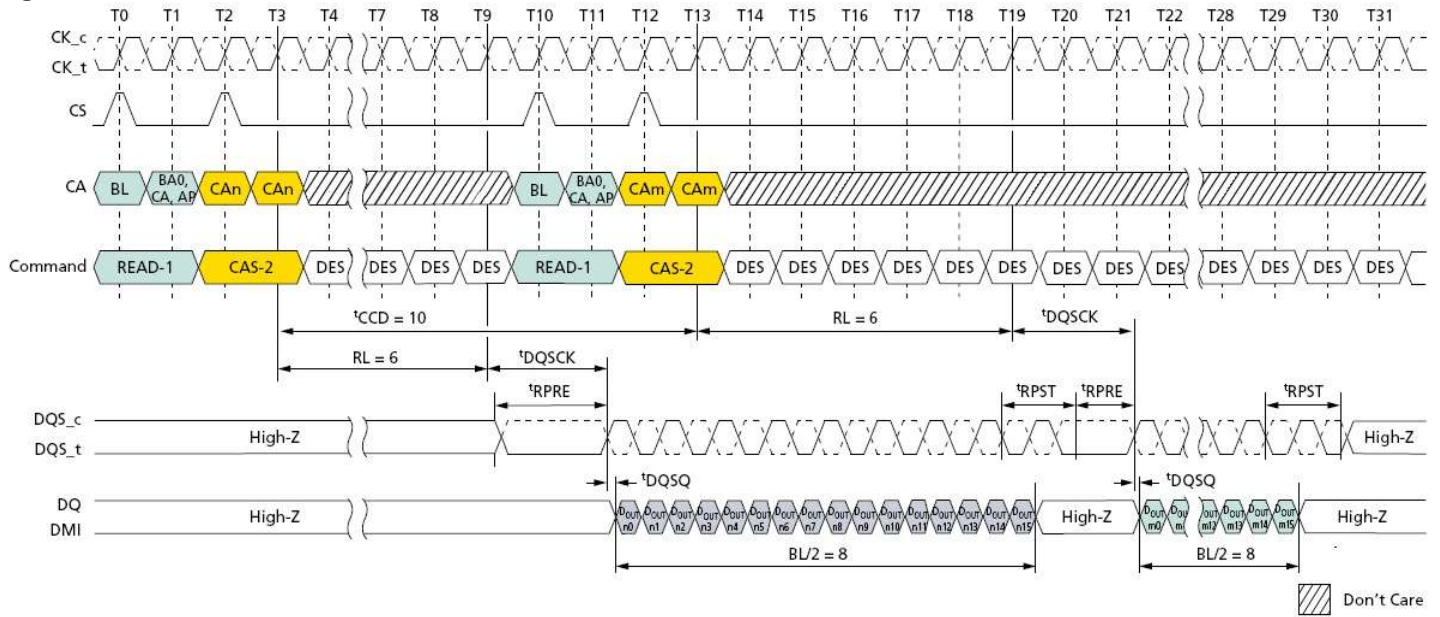 T0 T1 T2 T3 T4 T7 T8 T9 T10 T11 T12 T13 T14 T15 T16 T17 T18 T19 T20 T21 T22 T28 T29 T30 T31
CK_c
CK_t
CS
CA BL BA0, CA, AP CAn CAn BL BA0, CA, AP CAm CAm
Command READ-1 CAS-2 DES DES DES DES READ-1 CAS-2 DES DES DES DES DES DES DES DES DES DES DES DES DES
tCCD = 10 RL = 6 tDQSCK
RL = 6 tDQSCK
tRPRE tRPST tRPRE tRPST
DQS_c
High-Z High-Z
DQS_t
tDQSQ tDQSQ
DQ
High-Z DOUT n0 DOUT n1 DOUT n2 DOUT n3 DOUT n4 DOUT n5 DOUT n6 DOUT n7 DOUT n8 DOUT n9 DOUT n10 DOUT n11 DOUT n12 DOUT n13 DOUT n14 DOUT n15 High-Z DOUT m0 DOUT m12 DOUT m13 DOUT m14 DOUT m15 High-Z
DMI
BL/2 = 8 BL/2 = 8
Don't Care